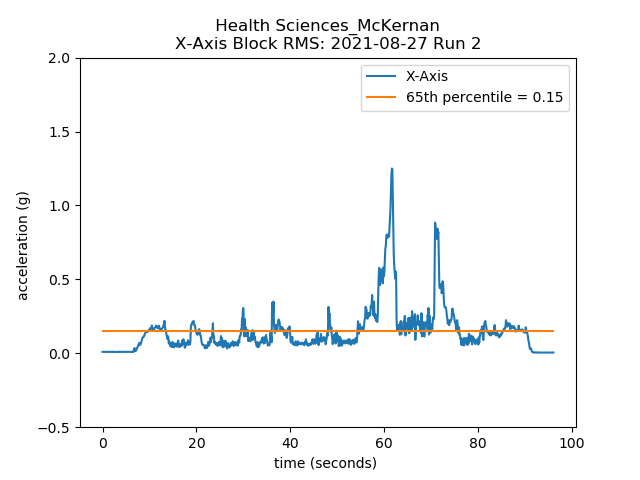 Health Sciences_McKernan
X-Axis Block RMS: 2021-08-27 Run 2
X-Axis
65th percentile = 0.15
acceleration (g)
2.0
1.5
1.0
0.5
0.0
−0.5
0 20 40 60 80 100
time (seconds)